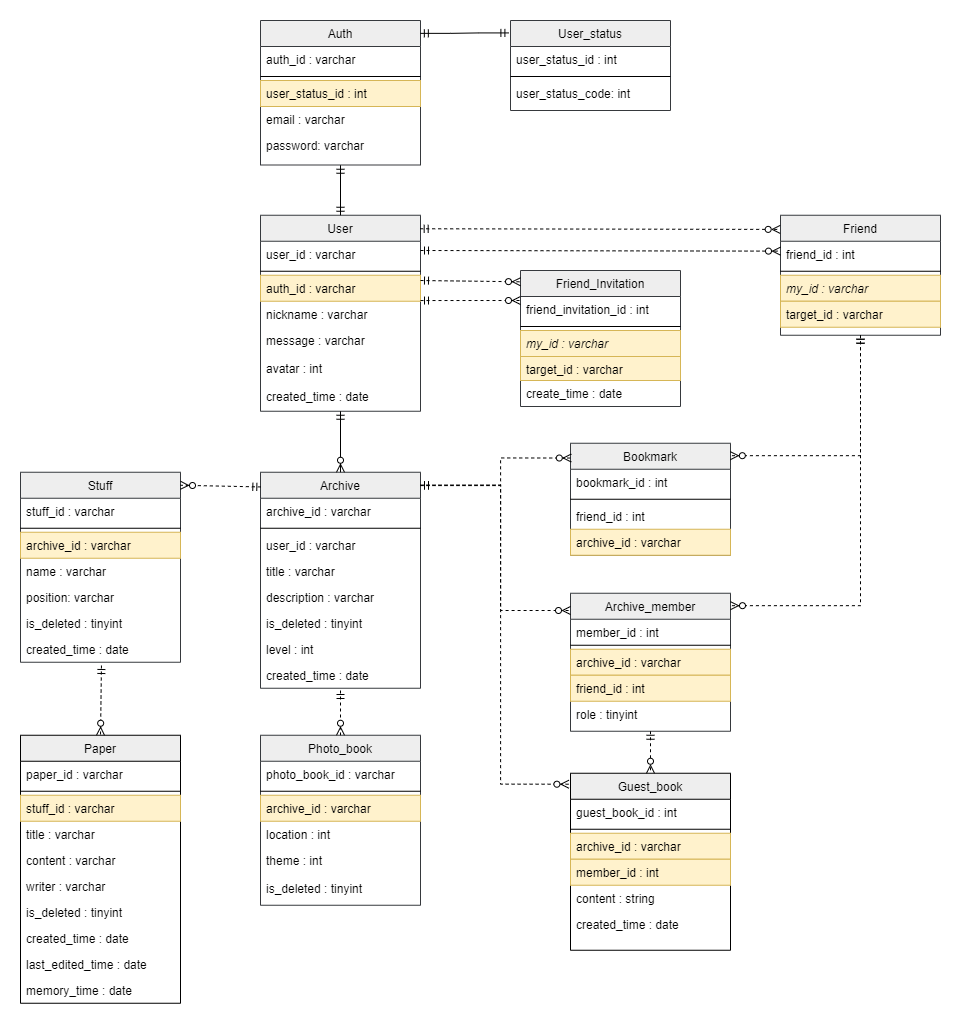 Auth
auth_id : varchar
user_status_id : int
email : varchar
password: varchar
User_status
user_status_id : int
user_status_code: int
User
user_id : varchar
auth_id : varchar
nickname : varchar
message : varchar
avatar : int
created_time : date
Friend_Invitation
friend_invitation_id : int
my_id : varchar
target_id : varchar
create_time : date
Friend
friend_id : int
my_id : varchar
target_id : varchar
Stuff
stuff_id : varchar
archive_id : varchar
name : varchar
position: varchar
is_deleted : tinyint
created_time : date
Archive
archive_id : varchar
user_id : varchar
title : varchar
description : varchar
is_deleted : tinyint
level : int
created_time : date
Bookmark
bookmark_id : int
friend_id : int
archive_id : varchar
Archive_member
member_id : int
archive_id : varchar
friend_id : int
role : tinyint
Paper
paper_id : varchar
stuff_id : varchar
title : varchar
content : varchar
writer : varchar
is_deleted : tinyint
created_time : date
last_edited_time : date
memory_time : date
Photo_book
photo_book_id : varchar
archive_id : varchar
location : int
theme : int
is_deleted : tinyint
Guest_book
guest_book_id : int
archive_id : varchar
member_id : int
content : string
created_time : date